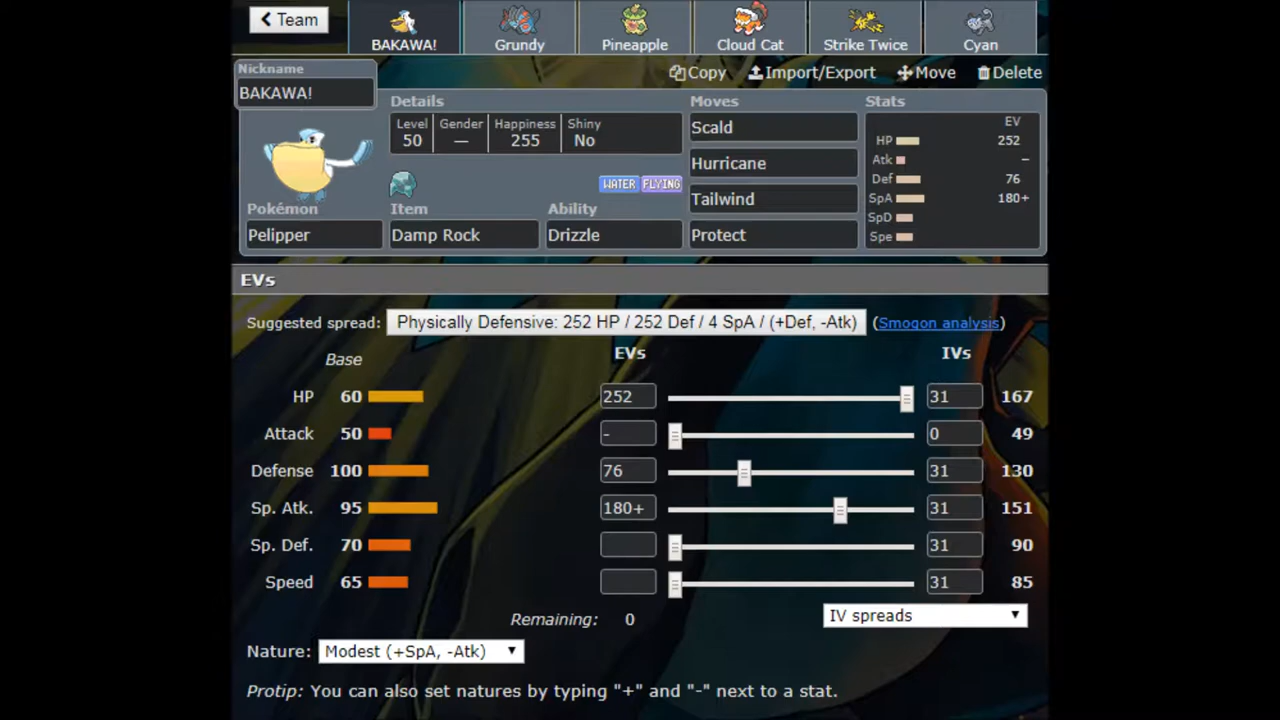 Team
BAKAWA!
Grundy
Pineapple
Cloud Cat
Strike Twice
Cyan
Copy
Import/Export
Move
Delete
Nickname
BAKAWA!
Details
Level Gender Happiness Shiny
50 — 255 No
WATER FLYING
Pokémon
Pelipper
Item
Damp Rock
Ability
Drizzle
Moves
Scald
Hurricane
Tailwind
Protect
Stats
EV
HP 252
Atk –
Def 76
SpA 180+
SpD
Spe
EVs
Suggested spread: Physically Defensive: 252 HP / 252 Def / 4 SpA / (+Def, -Atk) (Smogon analysis)
Base EVs IVs
HP 60 252 31 167
Attack 50 - 0 49
Defense 100 76 31 130
Sp. Atk. 95 180+ 31 151
Sp. Def. 70 31 90
Speed 65 31 85
Remaining: 0
IV spreads
Nature: Modest (+SpA, -Atk)
Protip: You can also set natures by typing "+" and "-" next to a stat.